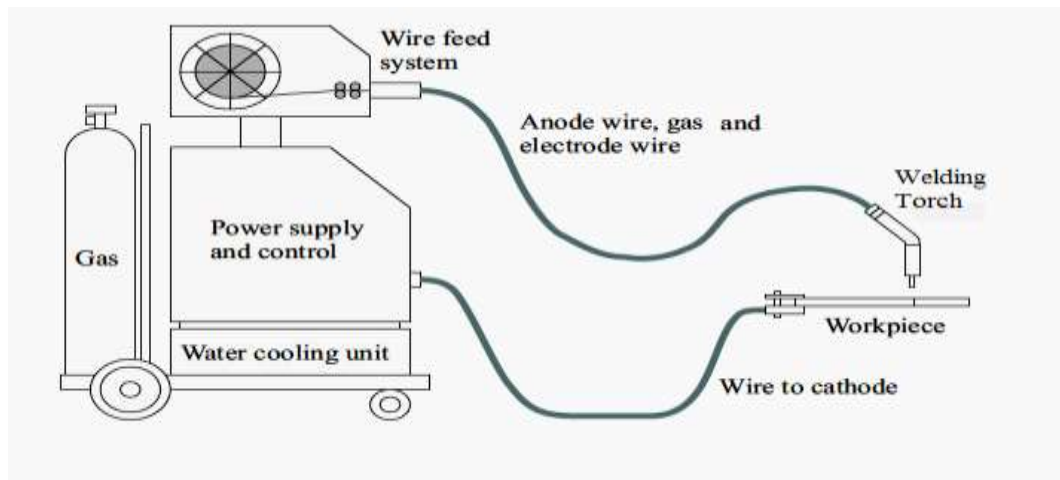 Wire feed
system
Anode wire, gas and
electrode wire
Welding
Torch
Power supply
and control
Gas
Workpiece
Water cooling unit
Wire to cathode